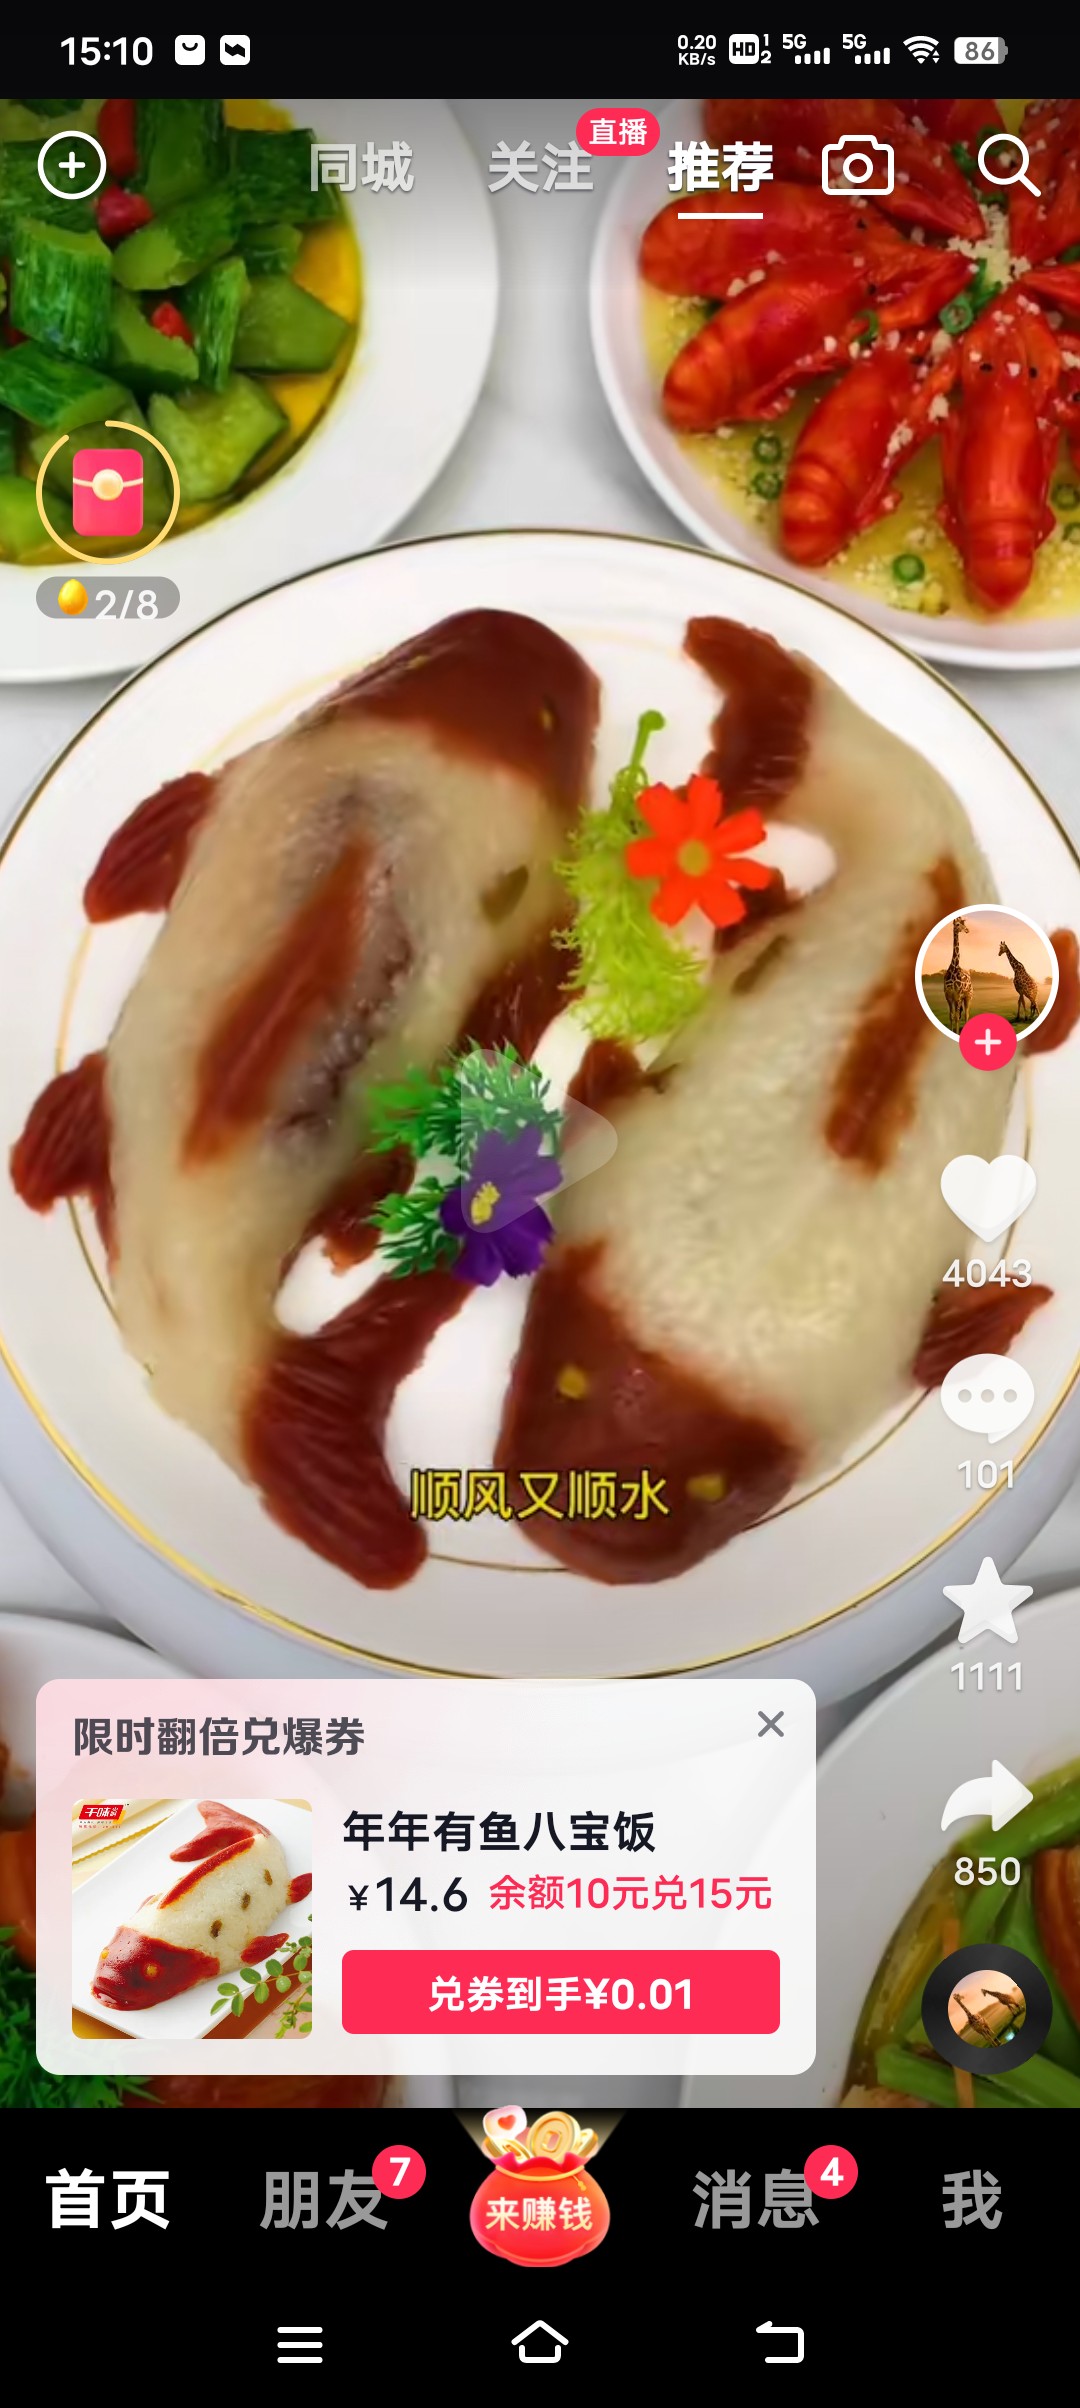 15:10
0.20
KB/s
HD 1
2
5G
5G
86
同城
关注
直播
推荐
2/8
4043
101
顺风又顺水
1111
850
限时翻倍兑爆券
年年有鱼八宝饭
¥14.6 余额10元兑15元
兑券到手¥0.01
首页
朋友
7
来赚钱
消息
4
我